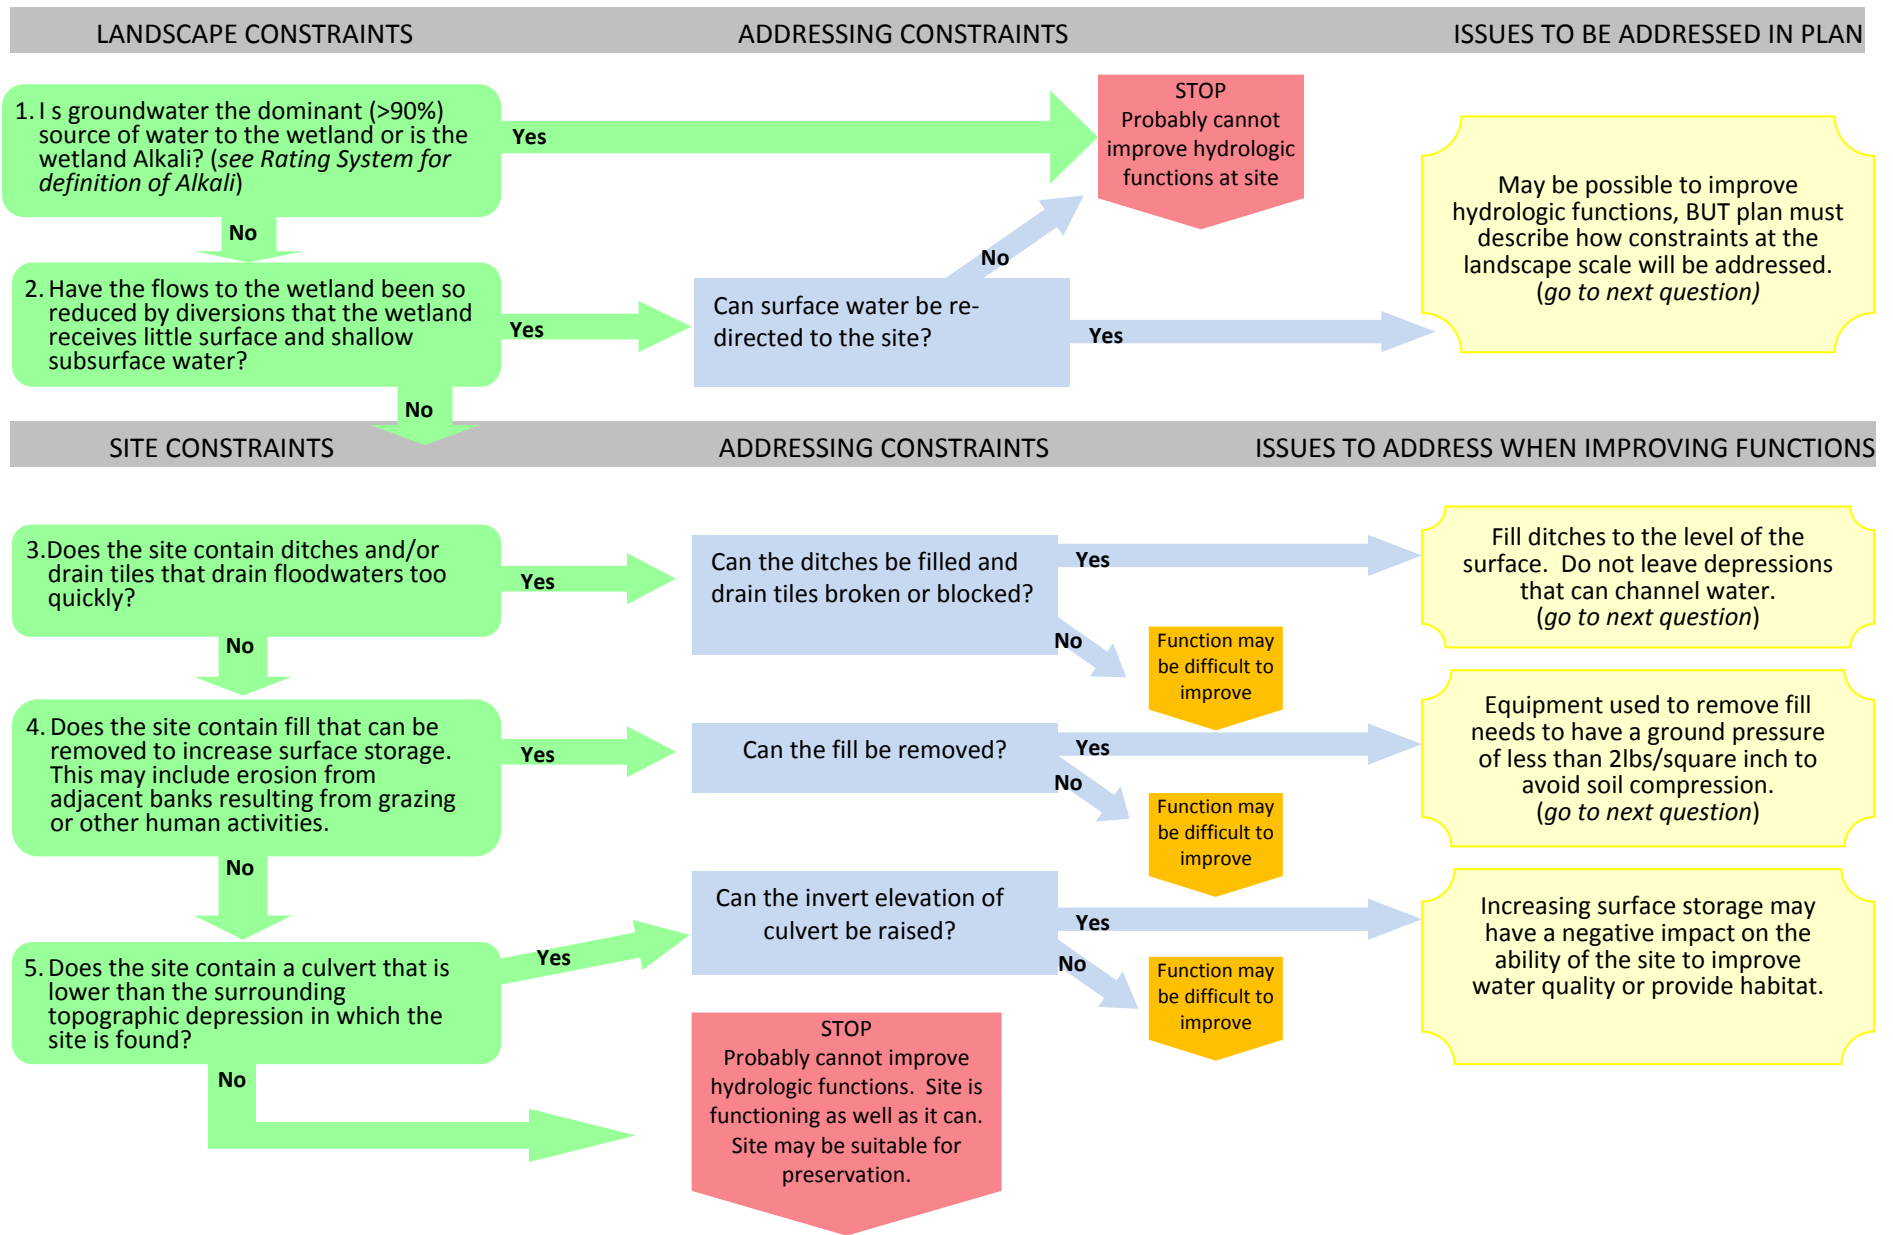 LANDSCAPE CONSTRAINTS
ADDRESSING CONSTRAINTS
ISSUES TO BE ADDRESSED IN PLAN
1. I s groundwater the dominant (>90%)
source of water to the wetland or is the
wetland Alkali? (see Rating System for
definition of Alkali)
Yes
STOP
Probably cannot
improve hydrologic
functions at site
No
2. Have the flows to the wetland been so
reduced by diversions that the wetland
receives little surface and shallow
subsurface water?
Yes
Can surface water be re-
directed to the site?
No
Yes
May be possible to improve
hydrologic functions, BUT plan must
describe how constraints at the
landscape scale will be addressed.
(go to next question)
No
SITE CONSTRAINTS
ADDRESSING CONSTRAINTS
ISSUES TO ADDRESS WHEN IMPROVING FUNCTIONS
3.Does the site contain ditches and/or
drain tiles that drain floodwaters too
quickly?
Yes
Can the ditches be filled and
drain tiles broken or blocked?
Yes
Fill ditches to the level of the
surface.  Do not leave depressions
that can channel water.
(go to next question)
No
Function may
be difficult to
improve
No
4. Does the site contain fill that can be
removed to increase surface storage.
This may include erosion from
adjacent banks resulting from grazing
or other human activities.
Yes
Can the fill be removed?
Yes
Equipment used to remove fill
needs to have a ground pressure
of less than 2lbs/square inch to
avoid soil compression.
(go to next question)
No
Function may
be difficult to
improve
No
5. Does the site contain a culvert that is
lower than the surrounding
topographic depression in which the
site is found?
Yes
Can the invert elevation of
culvert be raised?
Yes
Increasing surface storage may
have a negative impact on the
ability of the site to improve
water quality or provide habitat.
No
Function may
be difficult to
improve
No
STOP
Probably cannot improve
hydrologic functions.  Site is
functioning as well as it can.
Site may be suitable for
preservation.